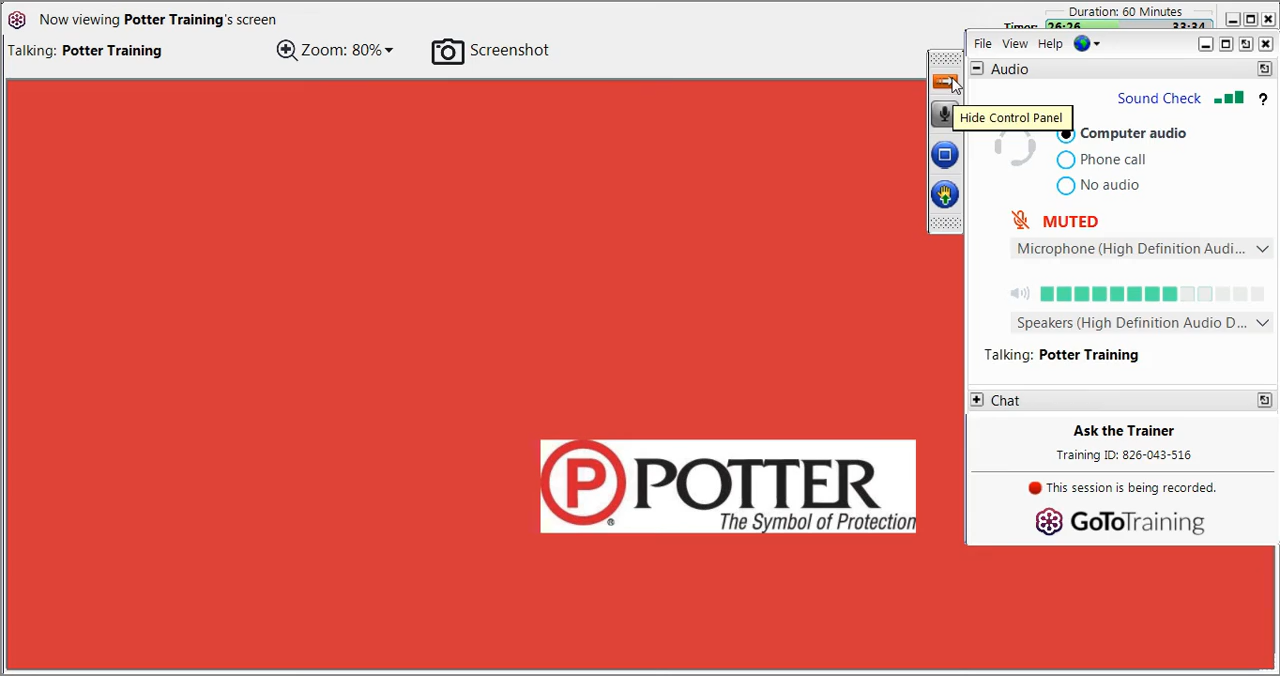 Now viewing Potter Training's screen
Duration: 60 Minutes
Timer: 26:26 33:34
Talking: Potter Training
Zoom: 80%
Screenshot
File View Help
Audio
Sound Check
?
Hide Control Panel
Computer audio
Phone call
No audio
MUTED
Microphone (High Definition Audi...
Speakers (High Definition Audio D...
Talking: Potter Training
Chat
Ask the Trainer
Training ID: 826-043-516
This session is being recorded.
GoToTraining
P POTTER
®
The Symbol of Protection